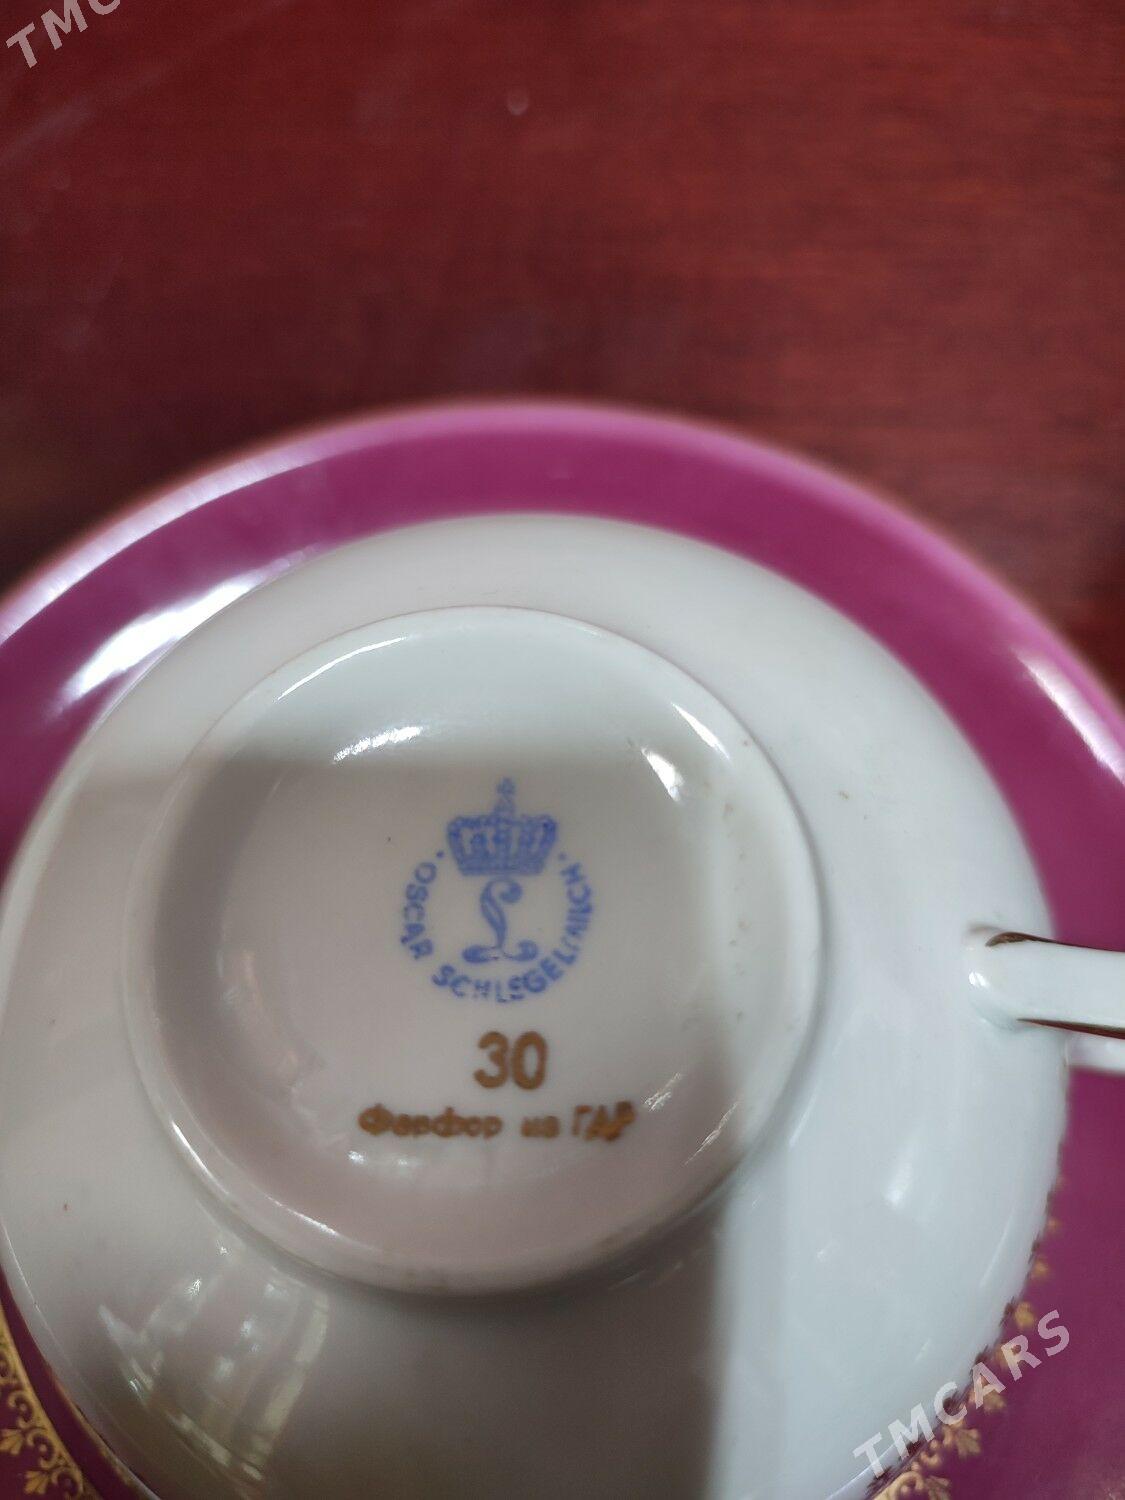 TMC
· OSCAR SCHLEGELMILCH ·
L
30
Фарфор из ГДР
TMCARS